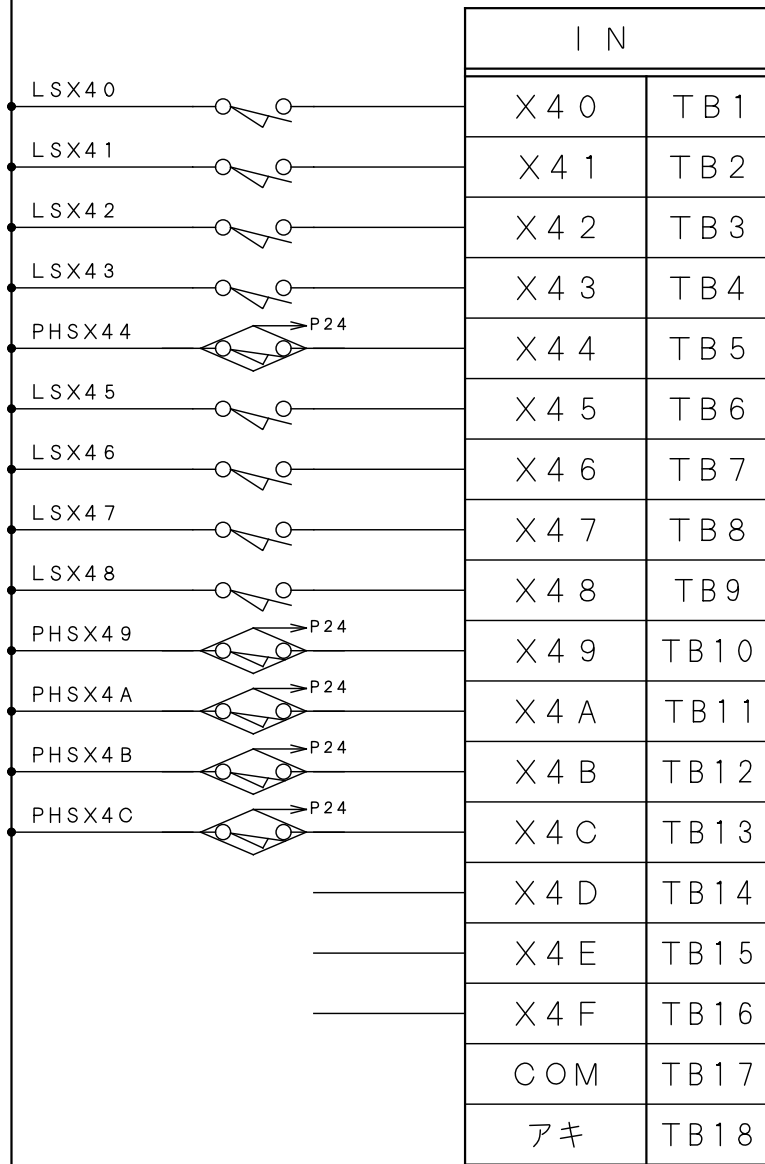 IN
LSX40 X40 TB1
LSX41 X41 TB2
LSX42 X42 TB3
LSX43 X43 TB4
PHSX44 P24 X44 TB5
LSX45 X45 TB6
LSX46 X46 TB7
LSX47 X47 TB8
LSX48 X48 TB9
PHSX49 P24 X49 TB10
PHSX4A P24 X4A TB11
PHSX4B P24 X4B TB12
PHSX4C P24 X4C TB13
X4D TB14
X4E TB15
X4F TB16
COM TB17
アキ TB18